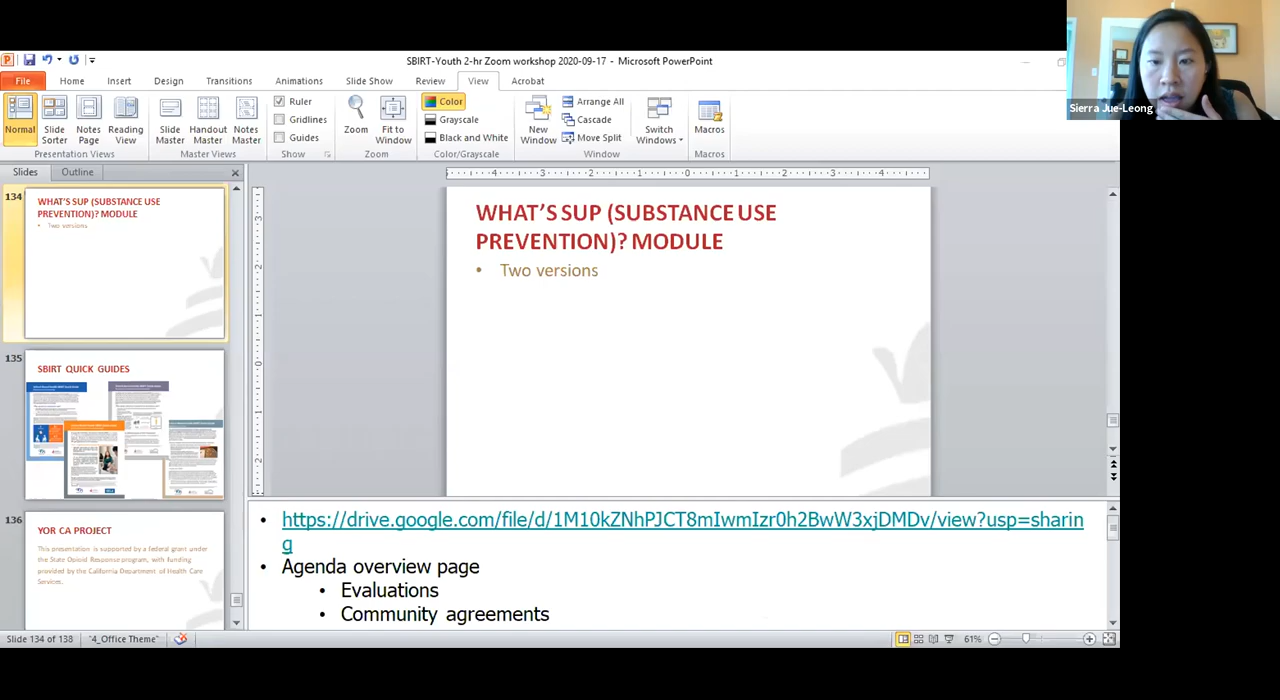 SBIRT-Youth 2-hr Zoom workshop 2020-09-17 - Microsoft PowerPoint
Sierra Jue-Leong
File Home Insert Design Transitions Animations Slide Show Review View Acrobat
Normal
Slide Sorter
Notes Page
Reading View
Presentation Views
Slide Master
Handout Master
Notes Master
Master Views
Ruler
Gridlines
Guides
Show
Zoom
Fit to Window
Zoom
Color
Grayscale
Black and White
Color/Grayscale
New Window
Arrange All
Cascade
Move Split
Switch Windows
Window
Macros
Macros
Slides Outline
134
WHAT'S SUP (SUBSTANCE USE
PREVENTION)? MODULE
• Two versions
135
SBIRT QUICK GUIDES
136
YOR CA PROJECT
This presentation is supported by a federal grant under
the State Opioid Response program, with funding
provided by the California Department of Health Care
Services.
WHAT'S SUP (SUBSTANCE USE
PREVENTION)? MODULE
• Two versions
• https://drive.google.com/file/d/1M10kZNhPJCT8mIwmIzr0h2BwW3xjDMDv/view?usp=sharin
g
• Agenda overview page
• Evaluations
• Community agreements
Slide 134 of 138 "4_Office Theme" 61%